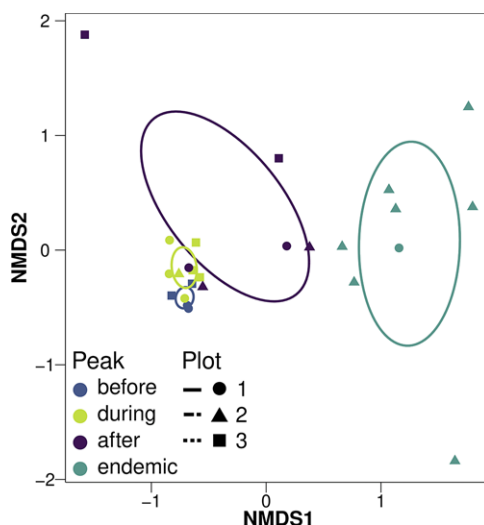 2
1
0
−1
−2
NMDS2
Peak
before
during
after
endemic
Plot
1
2
3
−1
0
1
NMDS1